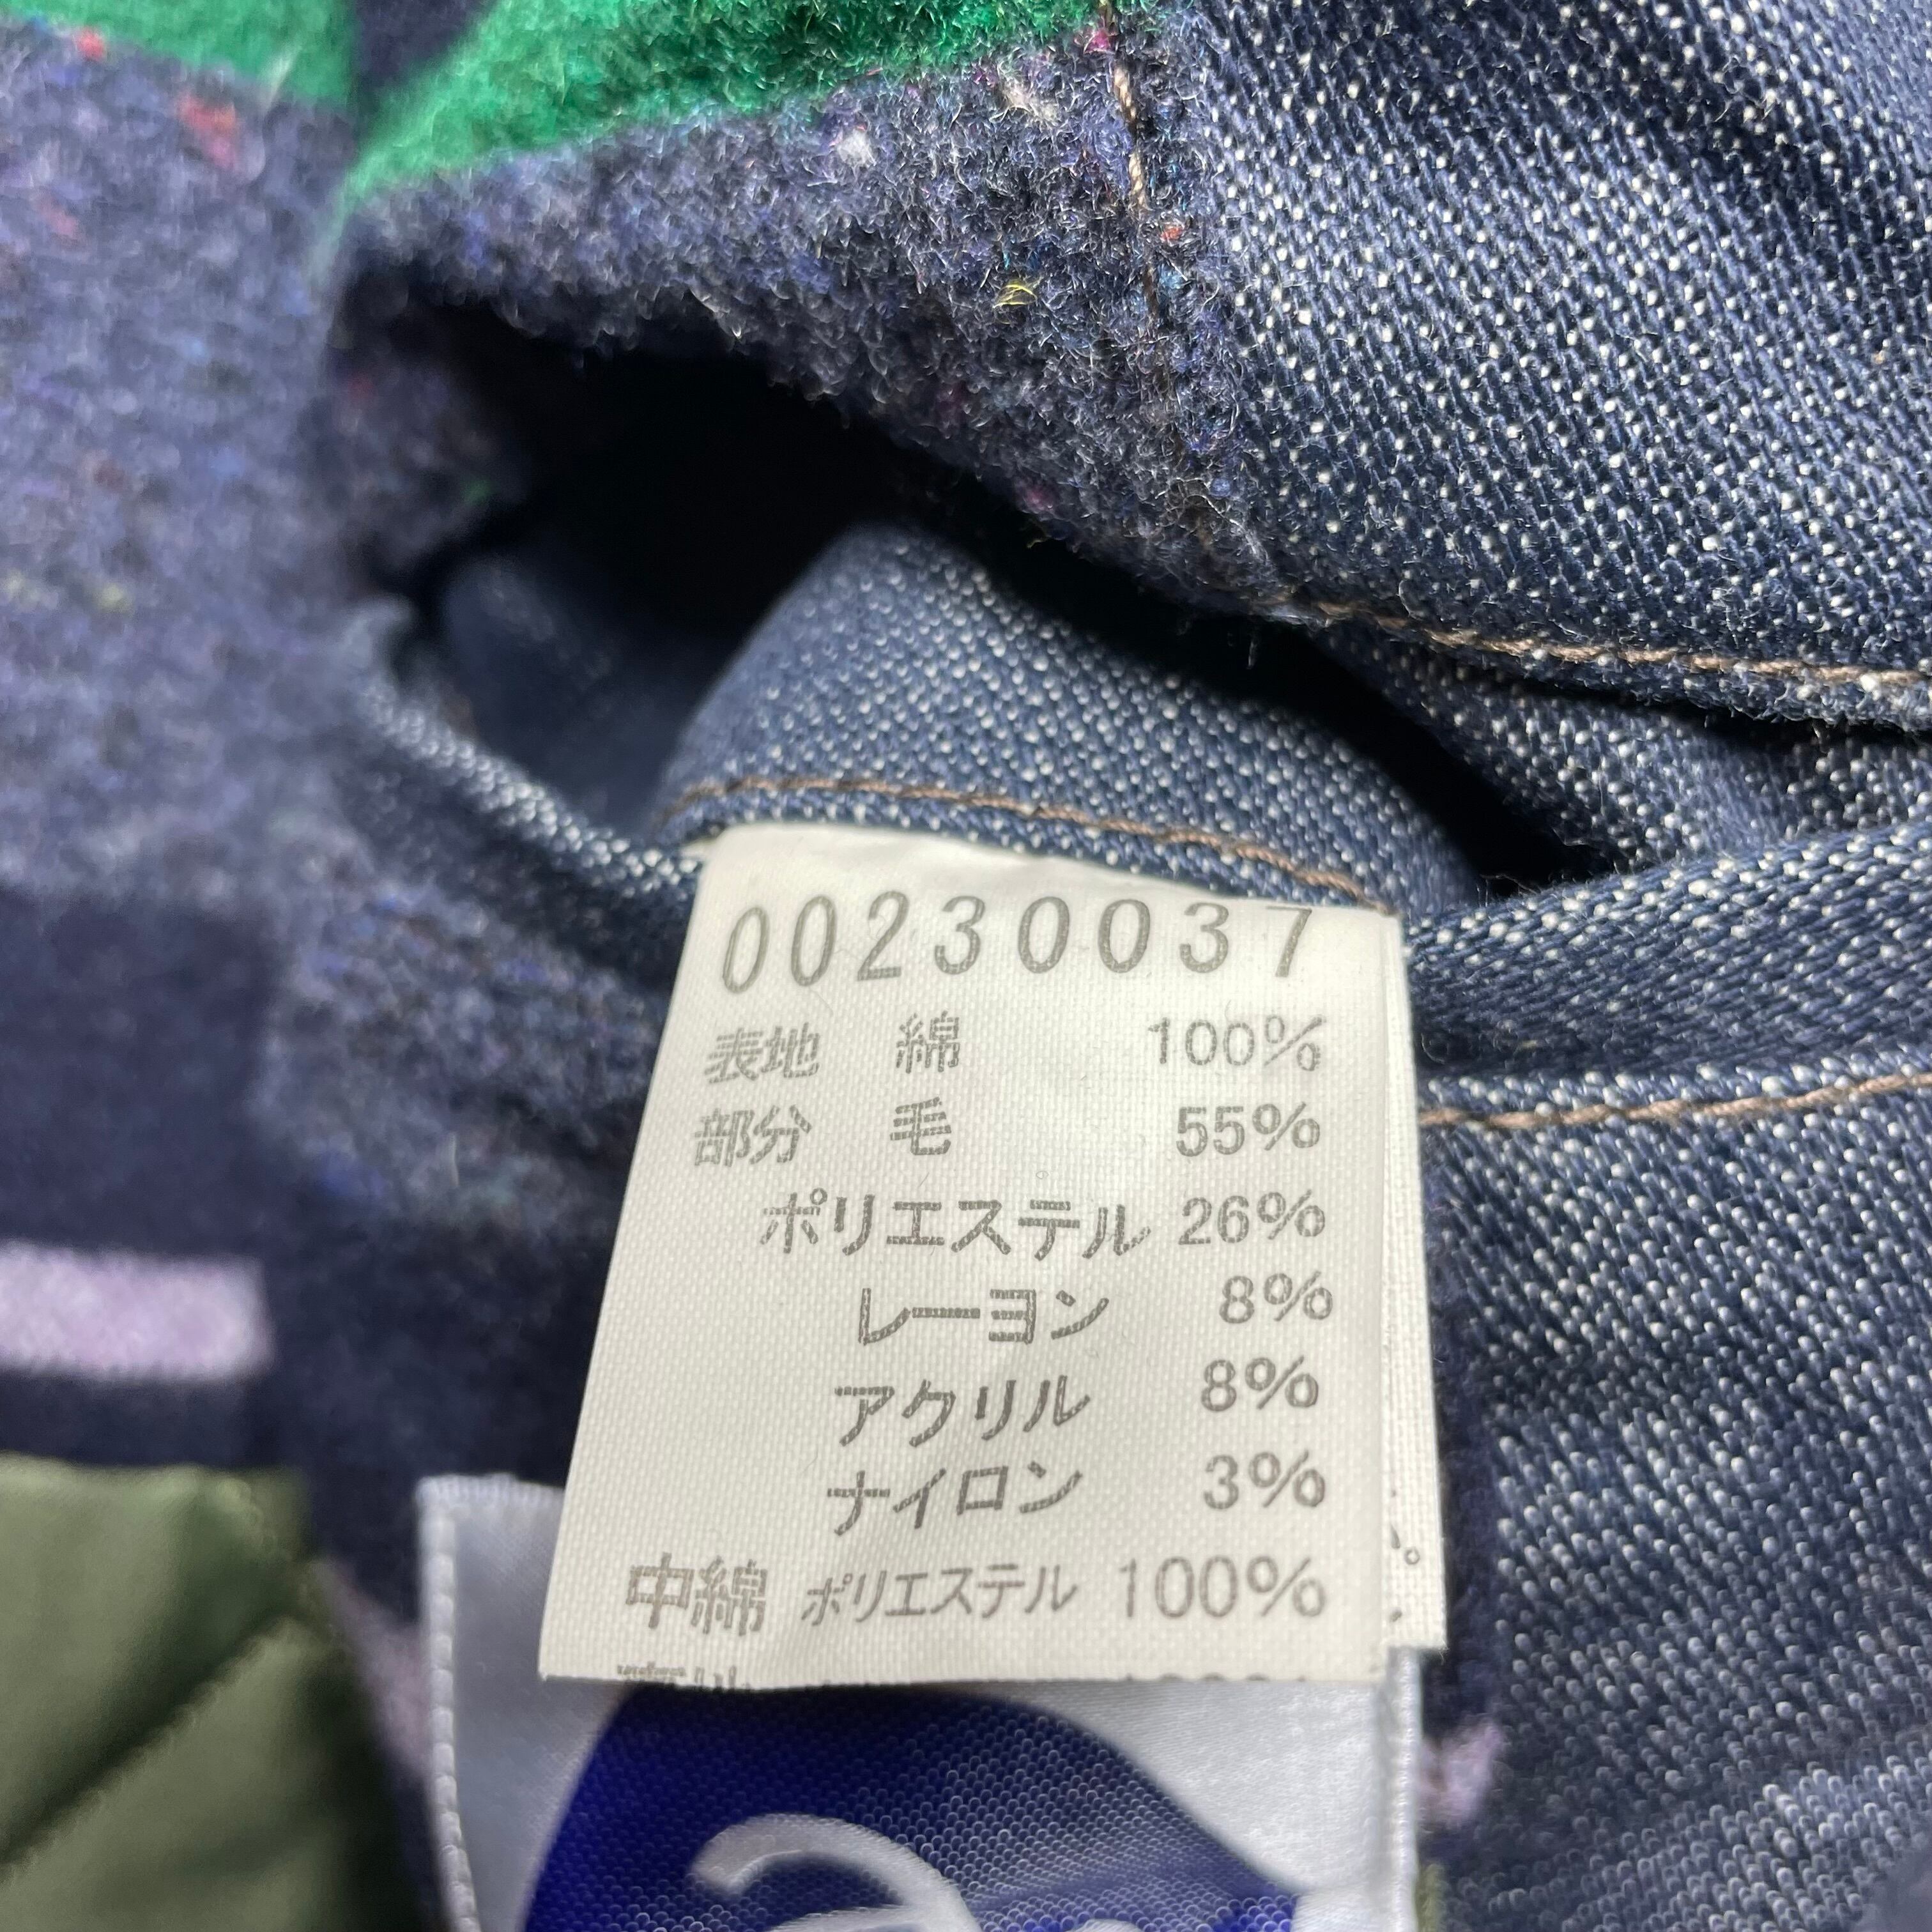 00230037
表地 綿 100%
部分 毛 55%
ポリエステル 26%
レーヨン 8%
アクリル 8%
ナイロン 3%
中綿 ポリエステル 100%